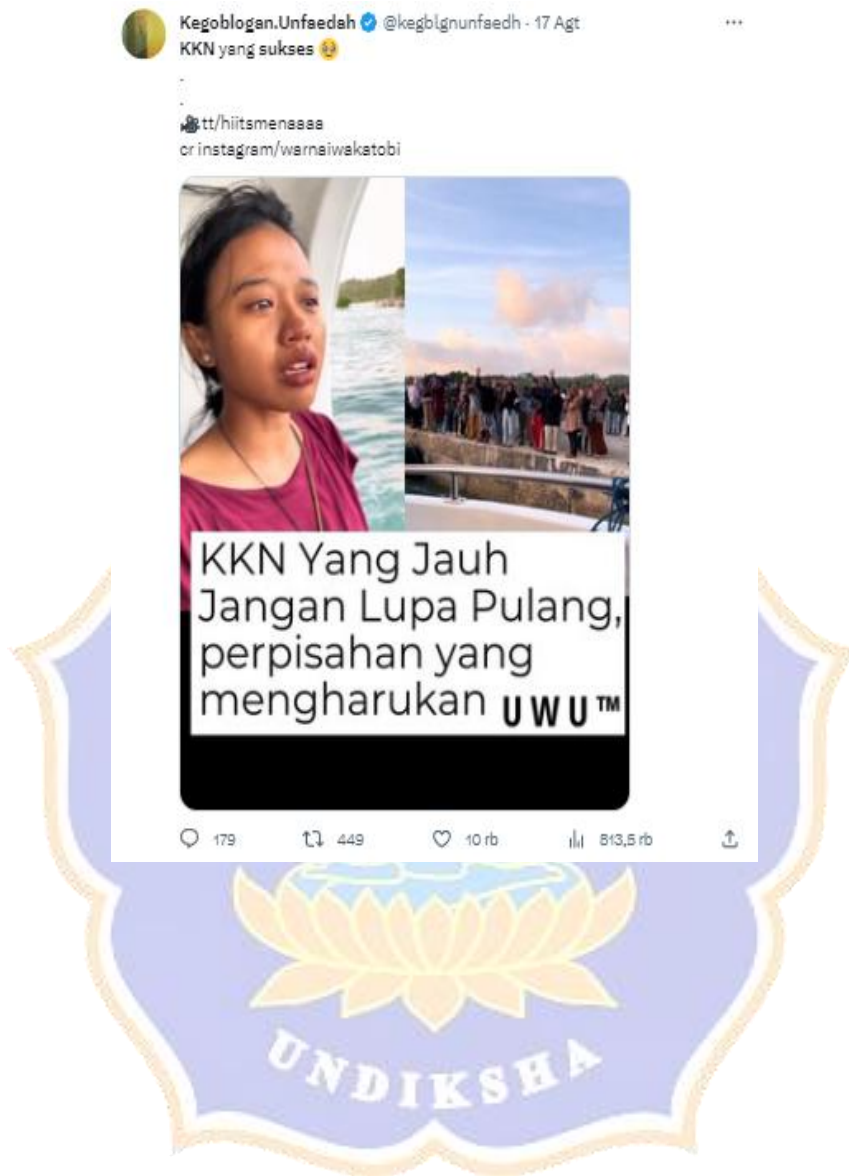 Kegoblogan.Unfaedah @kegblgnunfaedh · 17 Agt
KKN yang sukses 🥹
.
.
🎥tt/hiitsmenaaaa
cr instagram/warnaiwakatobi
KKN Yang Jauh
Jangan Lupa Pulang,
perpisahan yang
mengharukan UWU™
179 449 10 rb 813,5 rb
UNDIKSHA